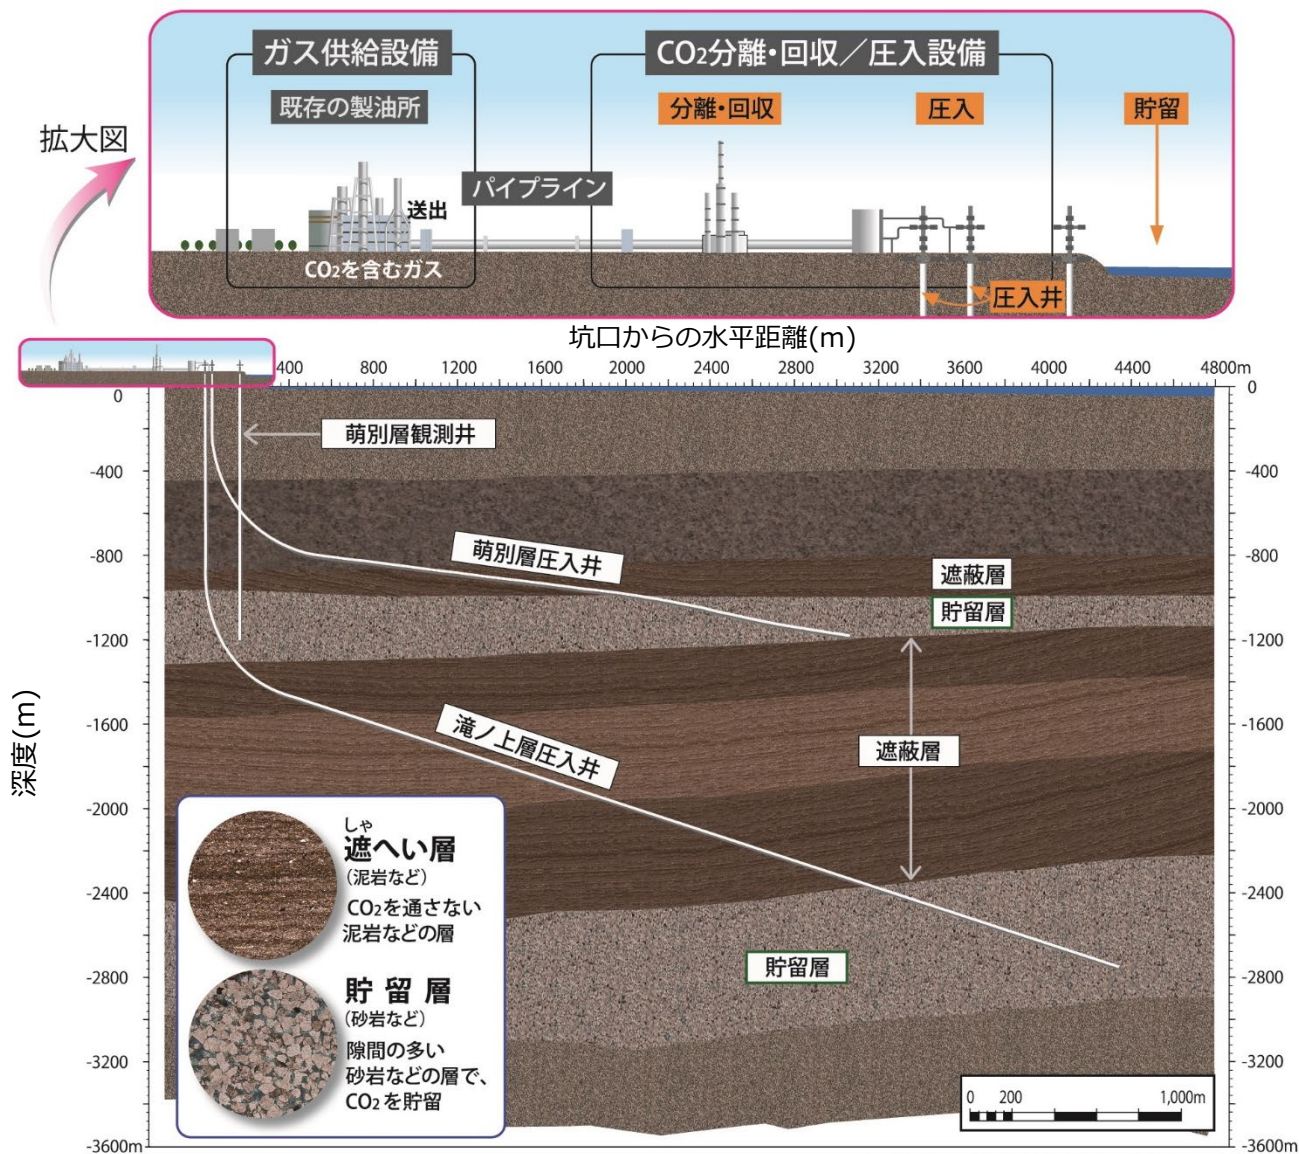 ガス供給設備
CO2分離・回収／圧入設備
既存の製油所
分離・回収
圧入
貯留
拡大図
パイプライン
送出
CO2を含むガス
圧入井
坑口からの水平距離(m)
400
800
1200
1600
2000
2400
2800
3200
3600
4000
4400
4800m
0
0
萌別層観測井
-400
-400
-800
-800
萌別層圧入井
遮蔽層
貯留層
-1200
-1200
深度(m)
-1600
-1600
滝ノ上層圧入井
遮蔽層
-2000
-2000
しゃ
遮へい層
(泥岩など)
CO2を通さない
泥岩などの層
-2400
-2400
貯留層
-2800
-2800
貯留層
(砂岩など)
隙間の多い
砂岩などの層で、
CO2を貯留
-3200
-3200
0 200 1,000m
-3600m
-3600m